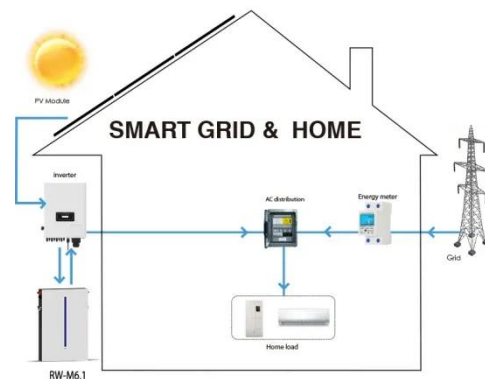 PV Module
SMART GRID & HOME
Inverter
AC distribution
Energy meter
Grid
Home load
RW-M6.1